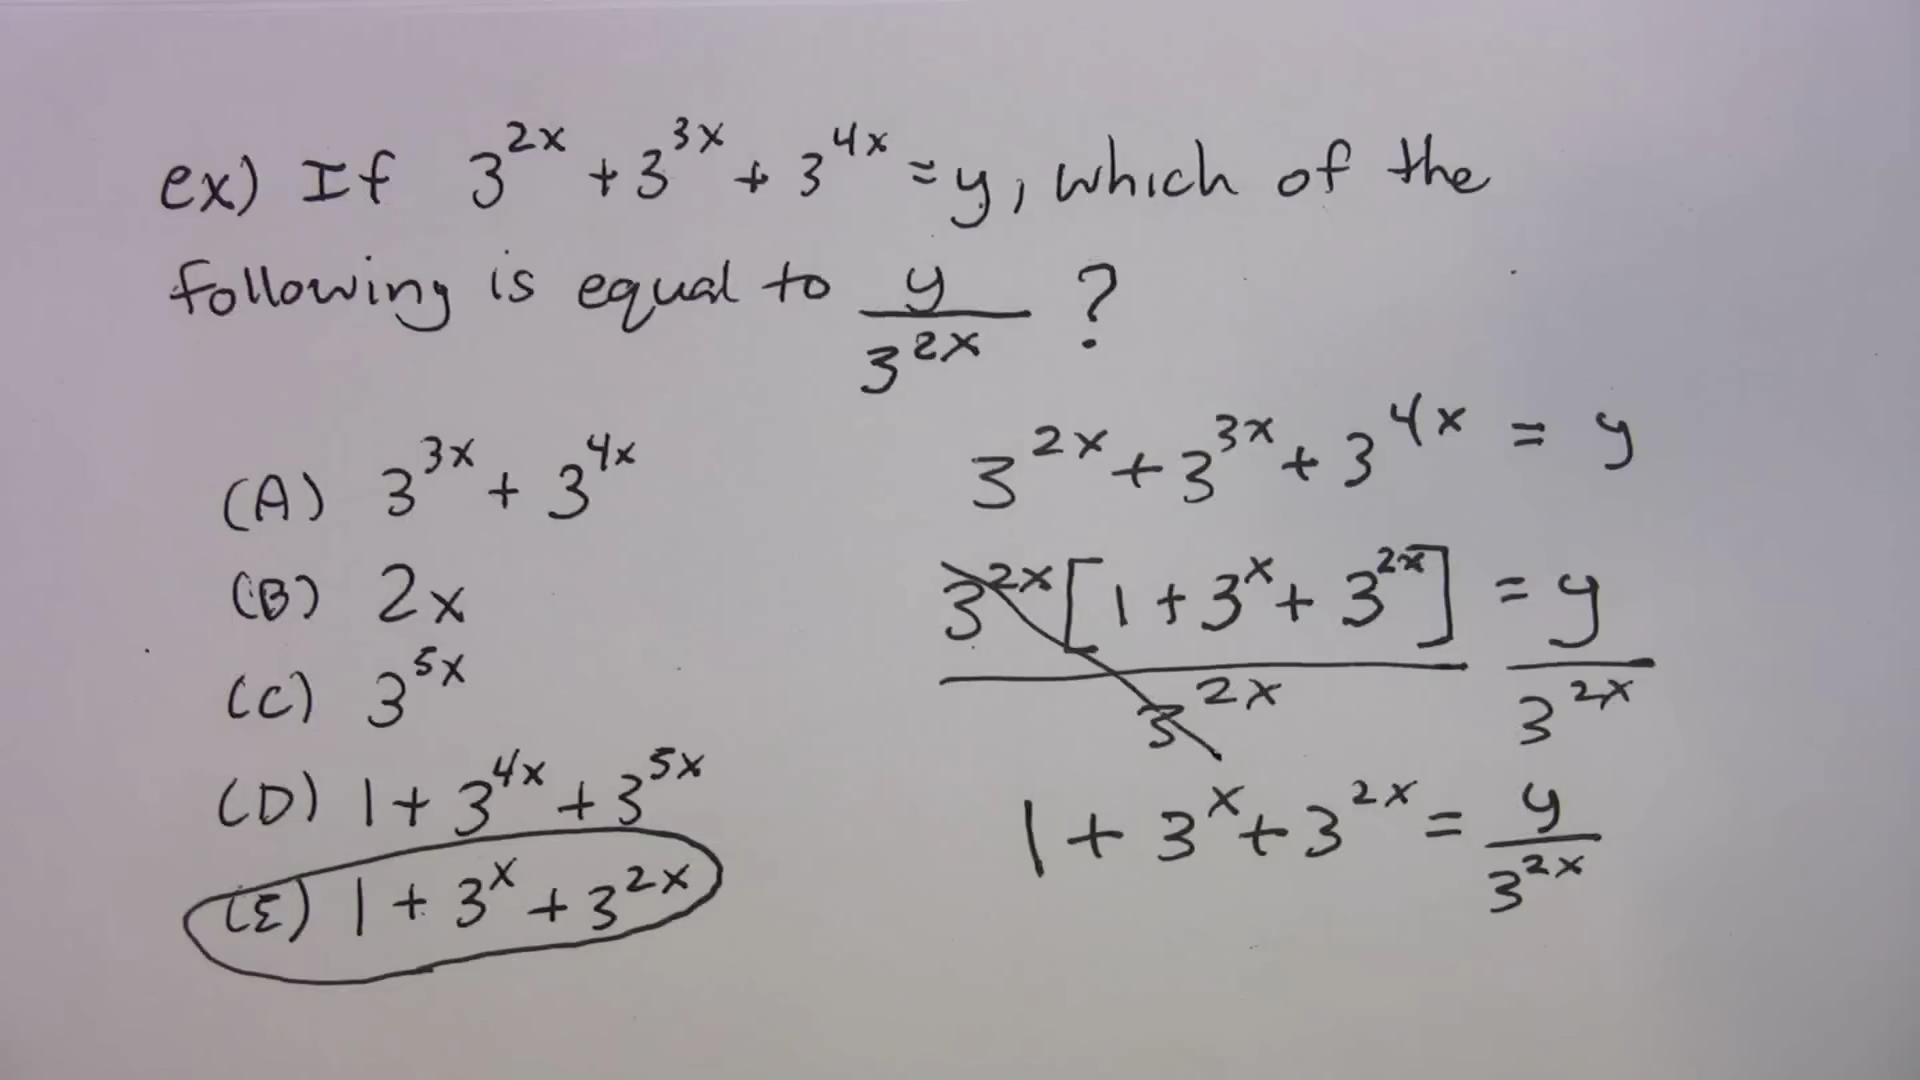 ex) If 3^2x + 3^3x + 3^4x = y, which of the
following is equal to y/3^2x ?
(A) 3^3x + 3^4x
(B) 2x
(C) 3^5x
(D) 1 + 3^4x + 3^5x
(E) 1 + 3^x + 3^2x
3^2x + 3^3x + 3^4x = y
3^2x [1 + 3^x + 3^2x] = y
3^2x 3^2x
1 + 3^x + 3^2x = y/3^2x